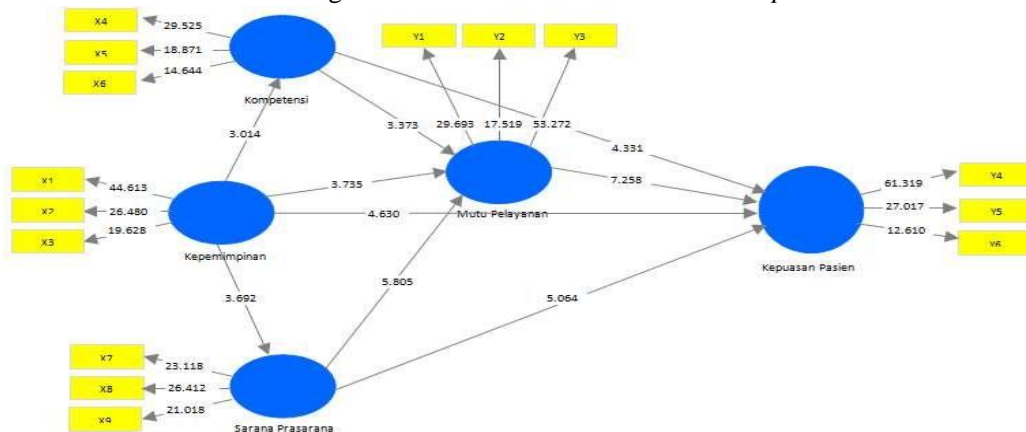 X4
29.525
X5
18.871
X6
14.644
Kompetensi
Y1
Y2
Y3
29.693
17.519
53.272
3.014
3.373
4.331
X1
44.613
X2
26.480
X3
19.628
Kepemimpinan
3.735
4.630
Mutu Pelayanan
7.258
Kepuasan Pasien
61.319
Y4
27.017
Y5
12.610
Y6
3.692
5.805
5.064
X7
23.118
X8
26.412
X9
21.018
Sarana Prasarana